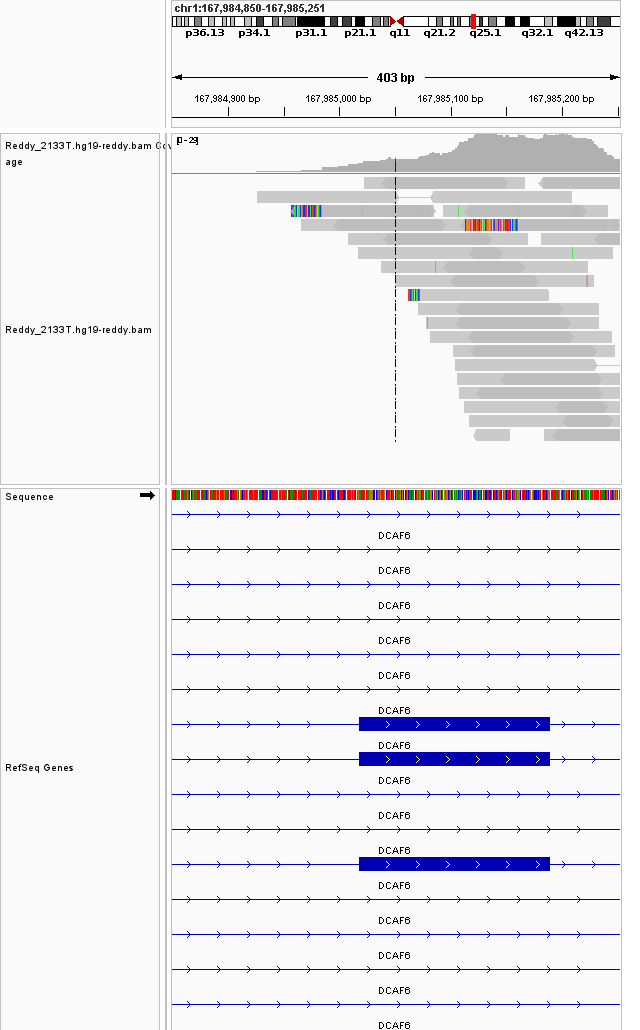 chr1:167,984,850-167,985,251
p36.13 p34.1 p31.1 p21.1 q11 q21.2 q25.1 q32.1 q42.13
403 bp
167,984,900 bp 167,985,000 bp 167,985,100 bp 167,985,200 bp
Reddy_2133T.hg19-reddy.bam Cov
age
[0-29]
Reddy_2133T.hg19-reddy.bam
Sequence
DCAF6
DCAF6
DCAF6
DCAF6
DCAF6
DCAF6
DCAF6
RefSeq Genes
DCAF6
DCAF6
DCAF6
DCAF6
DCAF6
DCAF6
DCAF6
DCAF6